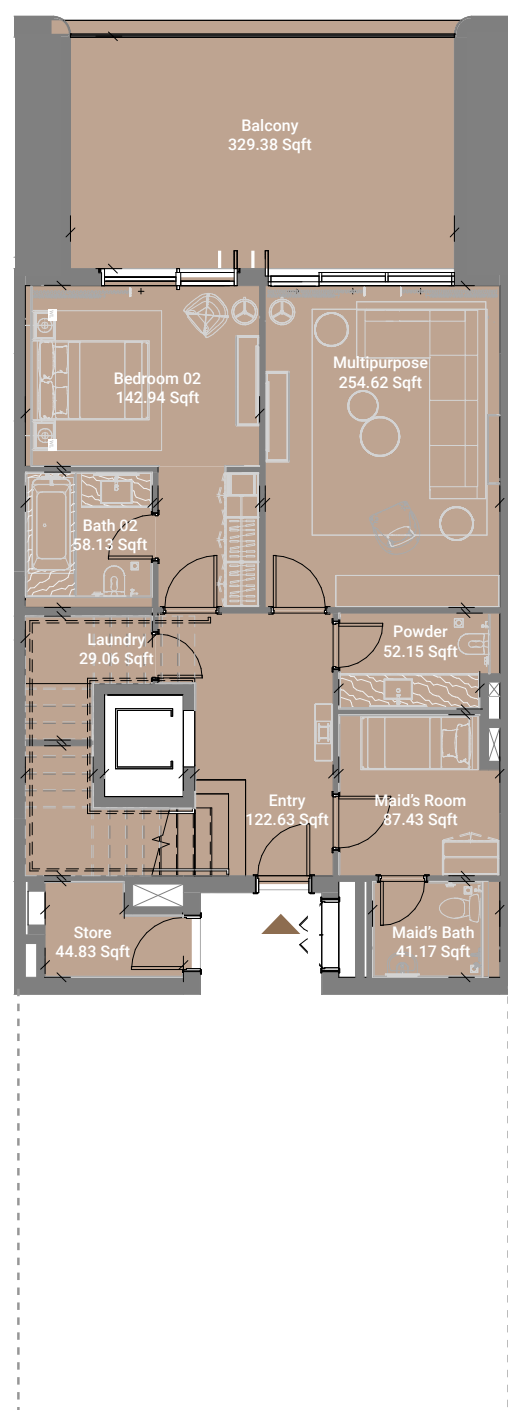 Balcony
329.38 Sqft
Bedroom 02
142.94 Sqft
Multipurpose
254.62 Sqft
Bath 02
58.13 Sqft
Laundry
29.06 Sqft
Powder
52.15 Sqft
Entry
122.63 Sqft
Maid's Room
87.43 Sqft
Store
44.83 Sqft
Maid's Bath
41.17 Sqft